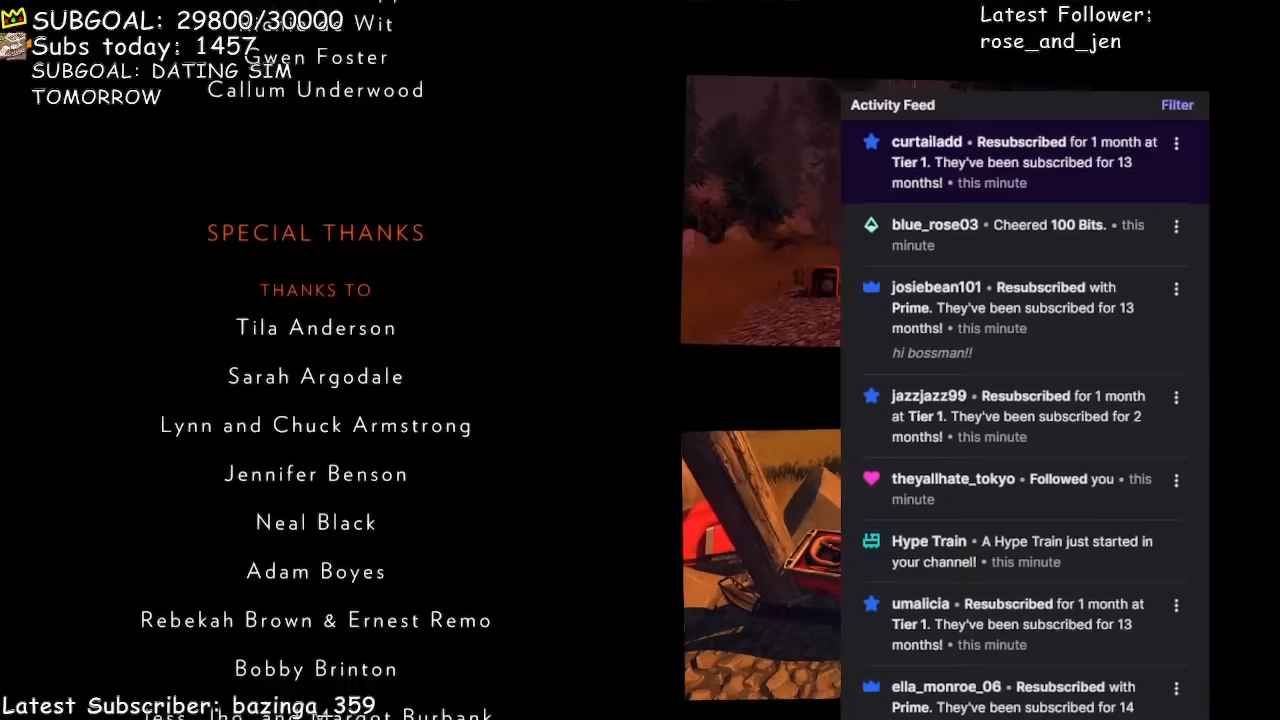 SUBGOAL: 29800/30000
Subs today: 1457
SUBGOAL: DATING SIM
TOMORROW
de Wit
Gwen Foster
Callum Underwood
SPECIAL THANKS
THANKS TO
Tila Anderson
Sarah Argodale
Lynn and Chuck Armstrong
Jennifer Benson
Neal Black
Adam Boyes
Rebekah Brown & Ernest Remo
Bobby Brinton
Latest Subscriber: bazinga_359
and Margot Burbank
Latest Follower:
rose_and_jen
Activity Feed
Filter
curtailadd • Resubscribed for 1 month at
Tier 1. They've been subscribed for 13
months! • this minute
blue_rose03 • Cheered 100 Bits. • this
minute
josiebean101 • Resubscribed with
Prime. They've been subscribed for 13
months! • this minute
hi bossman!!
jazzjazz99 • Resubscribed for 1 month
at Tier 1. They've been subscribed for 2
months! • this minute
theyallhate_tokyo • Followed you • this
minute
Hype Train • A Hype Train just started in
your channel! • this minute
umalicia • Resubscribed for 1 month at
Tier 1. They've been subscribed for 13
months! • this minute
ella_monroe_06 • Resubscribed with
Prime. They've been subscribed for 14